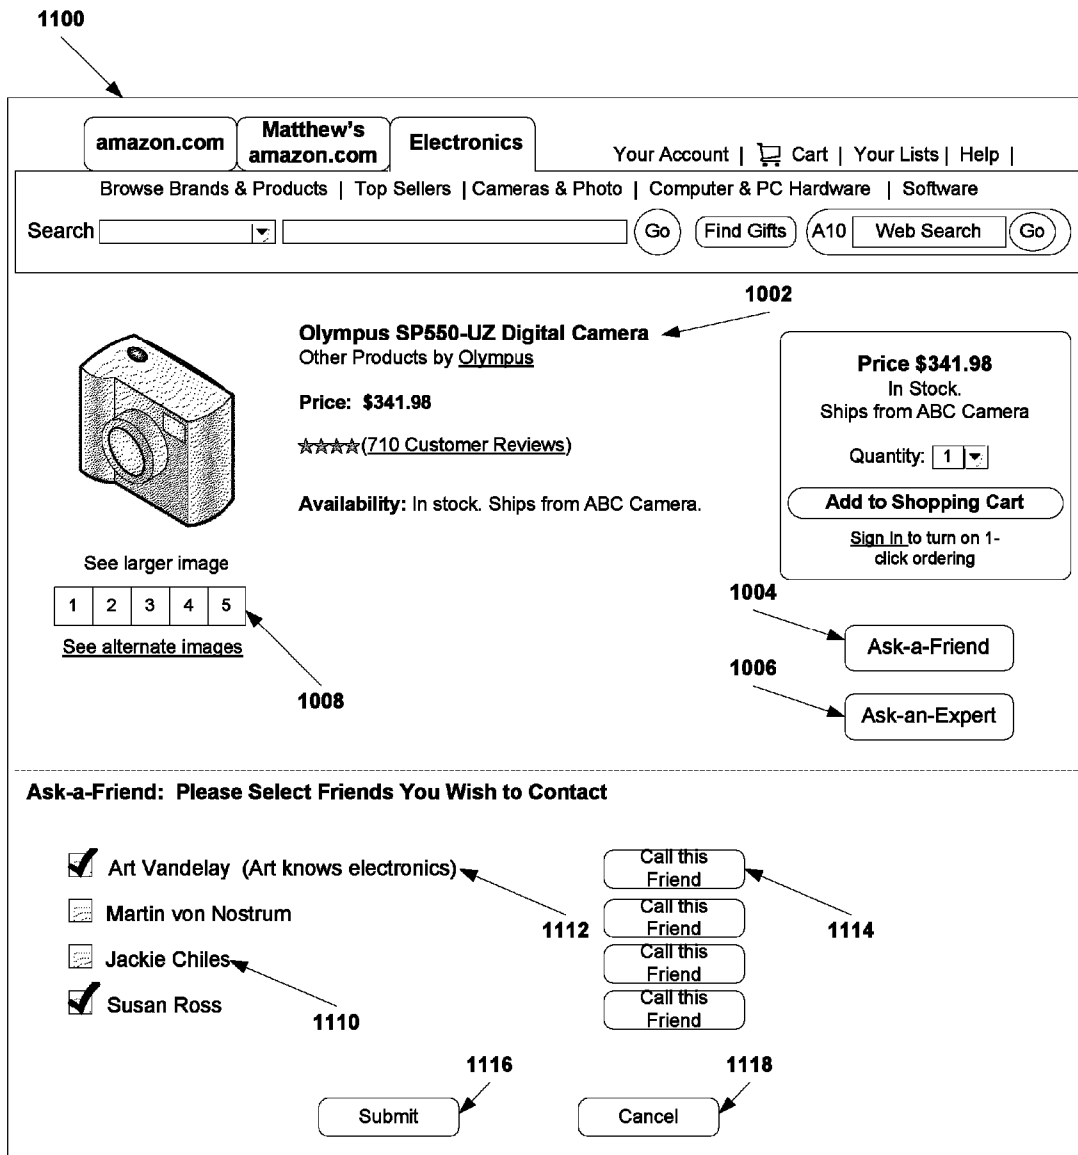 1100
amazon.com
Matthew's
amazon.com
Electronics
Your Account | Cart | Your Lists | Help |
Browse Brands & Products | Top Sellers | Cameras & Photo | Computer & PC Hardware | Software
Search Go Find Gifts A10 Web Search Go
1002
Olympus SP550-UZ Digital Camera
Other Products by Olympus
Price: $341.98
(710 Customer Reviews)
Availability: In stock. Ships from ABC Camera.
Price $341.98
In Stock.
Ships from ABC Camera
Quantity: 1
Add to Shopping Cart
Sign In to turn on 1-
click ordering
See larger image
1 2 3 4 5
See alternate images
1008
1004
Ask-a-Friend
1006
Ask-an-Expert
Ask-a-Friend: Please Select Friends You Wish to Contact
Art Vandelay (Art knows electronics)
Call this
Friend
1112
1114
Martin von Nostrum
Call this
Friend
Jackie Chiles
Call this
Friend
1110
Susan Ross
Call this
Friend
1116
1118
Submit
Cancel